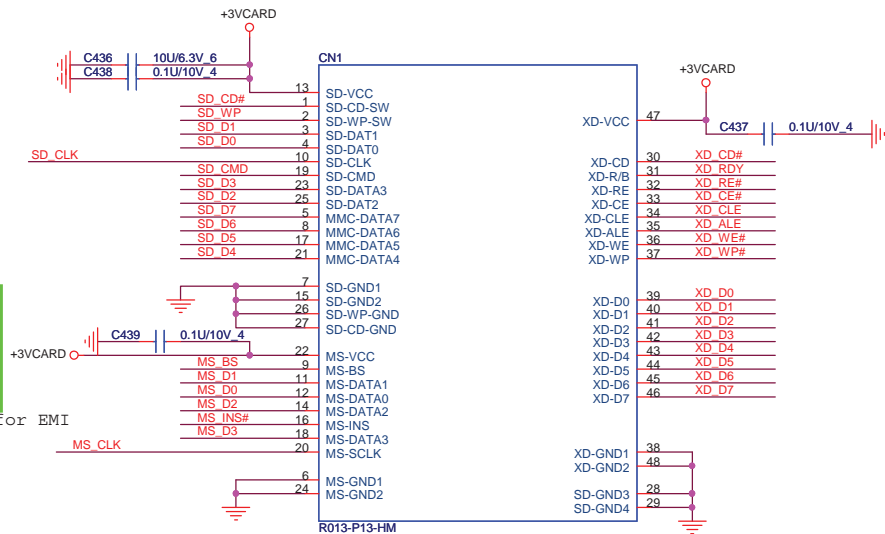 +3VCARD
C436 10U/6.3V_6
C438 0.1U/10V_4
CN1
+3VCARD
C437 0.1U/10V_4
13 SD-VCC
SD_CD# 1 SD-CD-SW
SD_WP 2 SD-WP-SW
SD_D1 3 SD-DAT1
SD_D0 4 SD-DAT0
SD_CLK 10 SD-CLK
SD_CMD 19 SD-CMD
SD_D3 23 SD-DATA3
SD_D2 25 SD-DAT2
SD_D7 5 MMC-DATA7
SD_D6 8 MMC-DATA6
SD_D5 17 MMC-DATA5
SD_D4 21 MMC-DATA4
7 SD-GND1
15 SD-GND2
26 SD-WP-GND
27 SD-CD-GND
C439 0.1U/10V_4
+3VCARD 22 MS-VCC
MS_BS 9 MS-BS
MS_D1 11 MS-DATA1
MS_D0 12 MS-DATA0
MS_D2 14 MS-DATA2
MS_INS# 16 MS-INS
MS_D3 18 MS-DATA3
MS_CLK 20 MS-SCLK
for EMI
6 MS-GND1
24 MS-GND2
XD-VCC 47
XD-CD 30 XD_CD#
XD-R/B 31 XD_RDY
XD-RE 32 XD_RE#
XD-CE 33 XD_CE#
XD-CLE 34 XD_CLE
XD-ALE 35 XD_ALE
XD-WE 36 XD_WE#
XD-WP 37 XD_WP#
XD-D0 39 XD_D0
XD-D1 40 XD_D1
XD-D2 41 XD_D2
XD-D3 42 XD_D3
XD-D4 43 XD_D4
XD-D5 44 XD_D5
XD-D6 45 XD_D6
XD-D7 46 XD_D7
XD-GND1 38
XD-GND2 48
SD-GND3 28
SD-GND4 29
R013-P13-HM